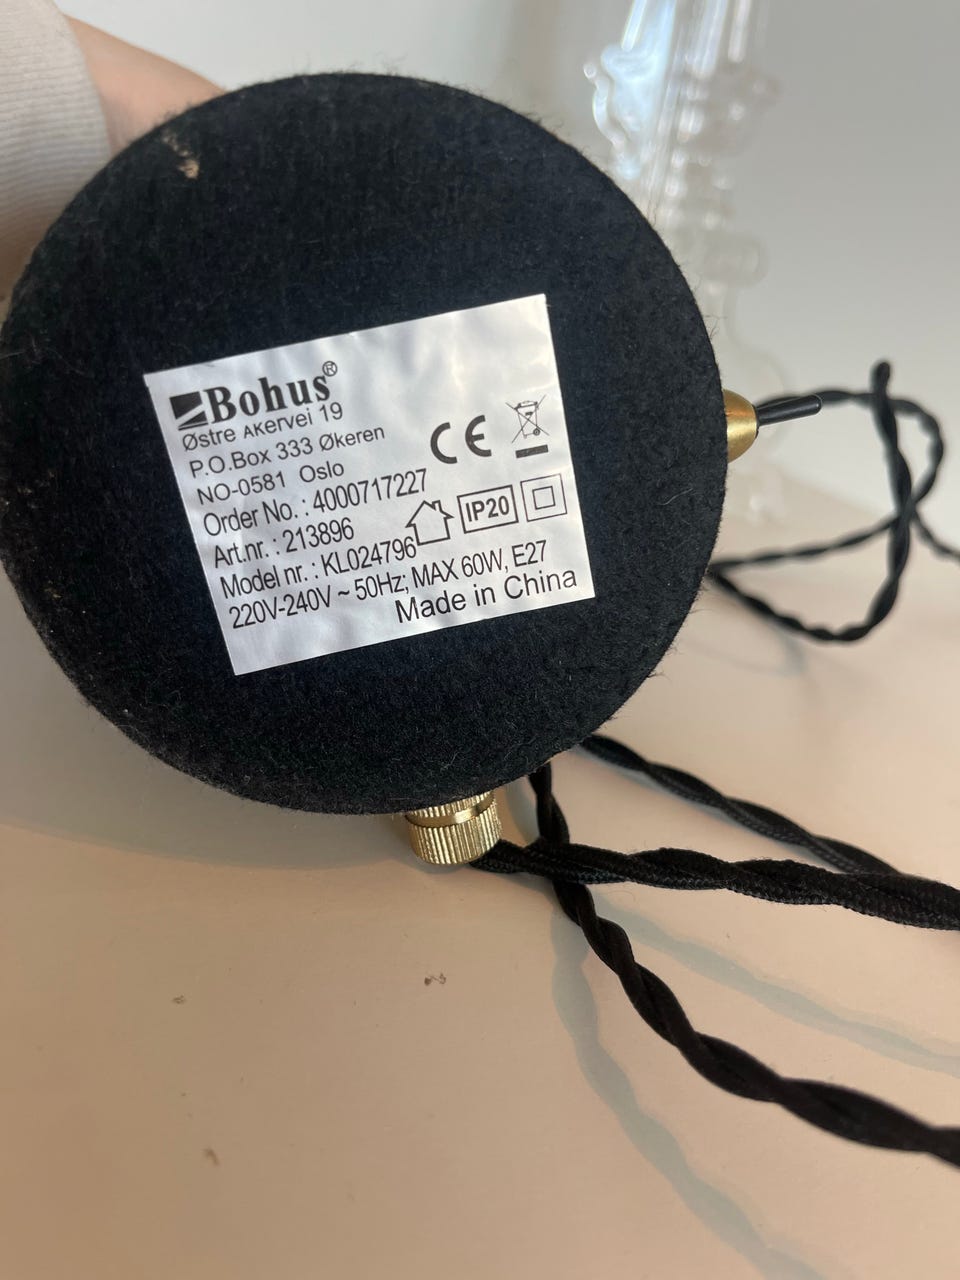 Bohus®
Østre AKervei 19
P.O.Box 333 Økeren
NO-0581 Oslo
Order No.: 4000717227
Art.nr.: 213896
Model nr.: KL024796
CE
IP20
220V-240V ~ 50Hz; MAX 60W, E27
Made in China